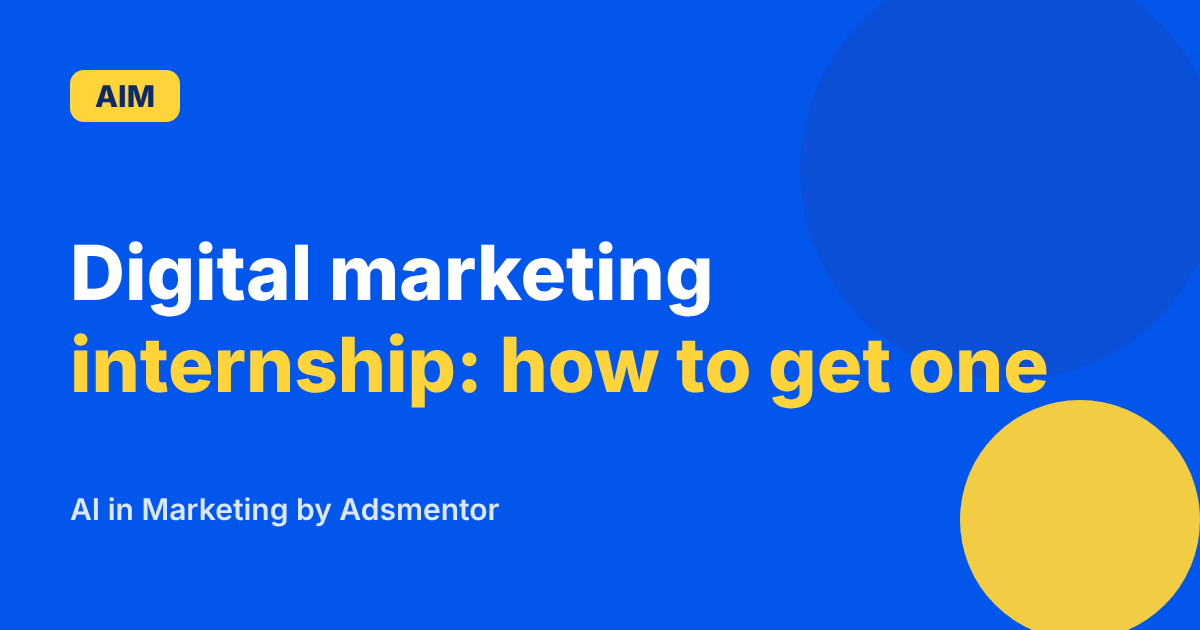 AIM
Digital marketing
internship: how to get one
AI in Marketing by Adsmentor